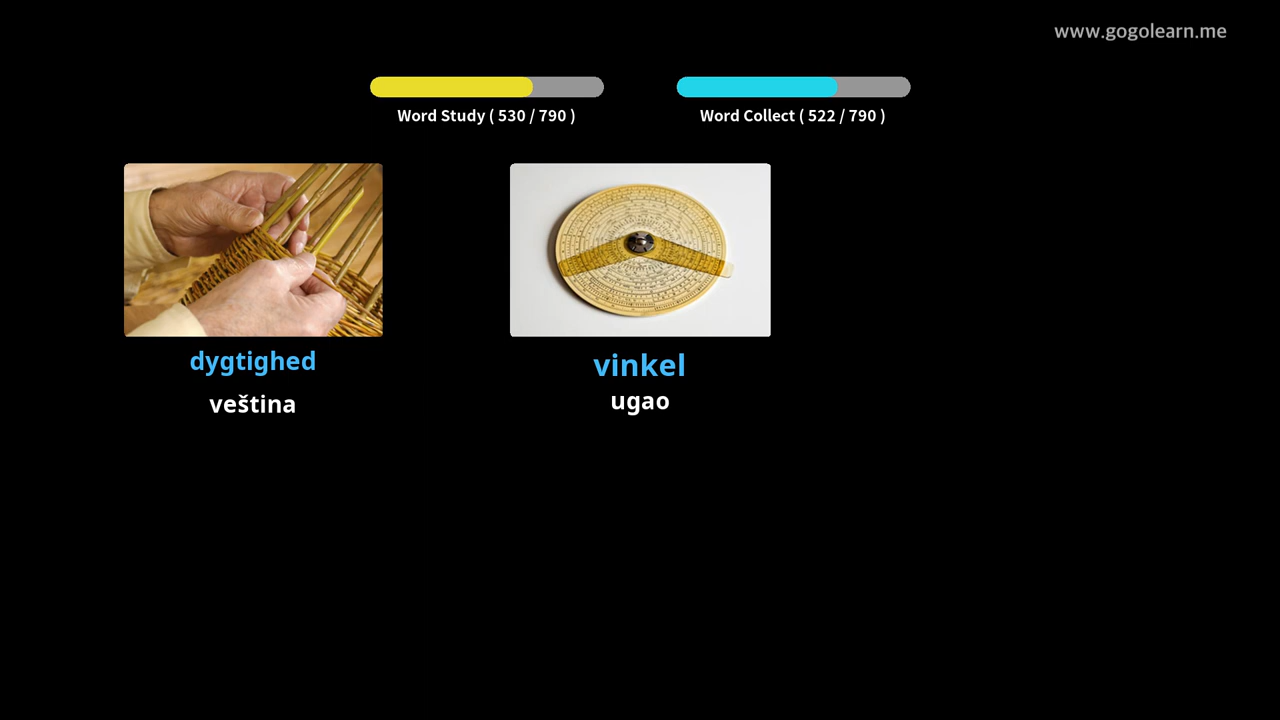 www.gogolearn.me
Word Study ( 530 / 790 )
Word Collect ( 522 / 790 )
dygtighed
veština
vinkel
ugao